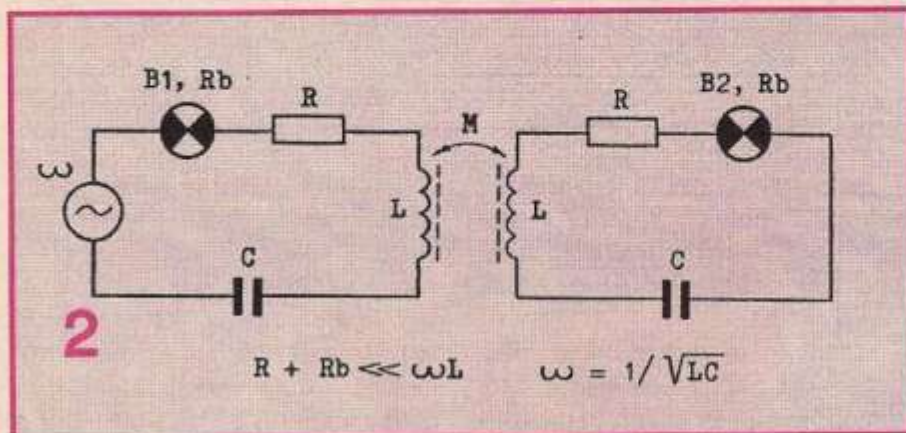 B1, Rb
R
M
R
B2, Rb
ω
L
L
C
C
2
R + Rb << ωL
ω = 1/√LC